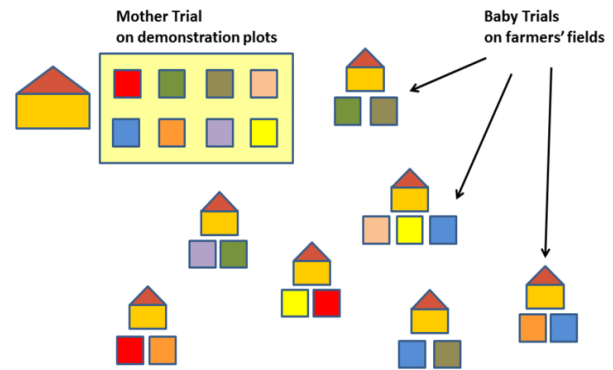 Mother Trial
on demonstration plots
Baby Trials
on farmers' fields